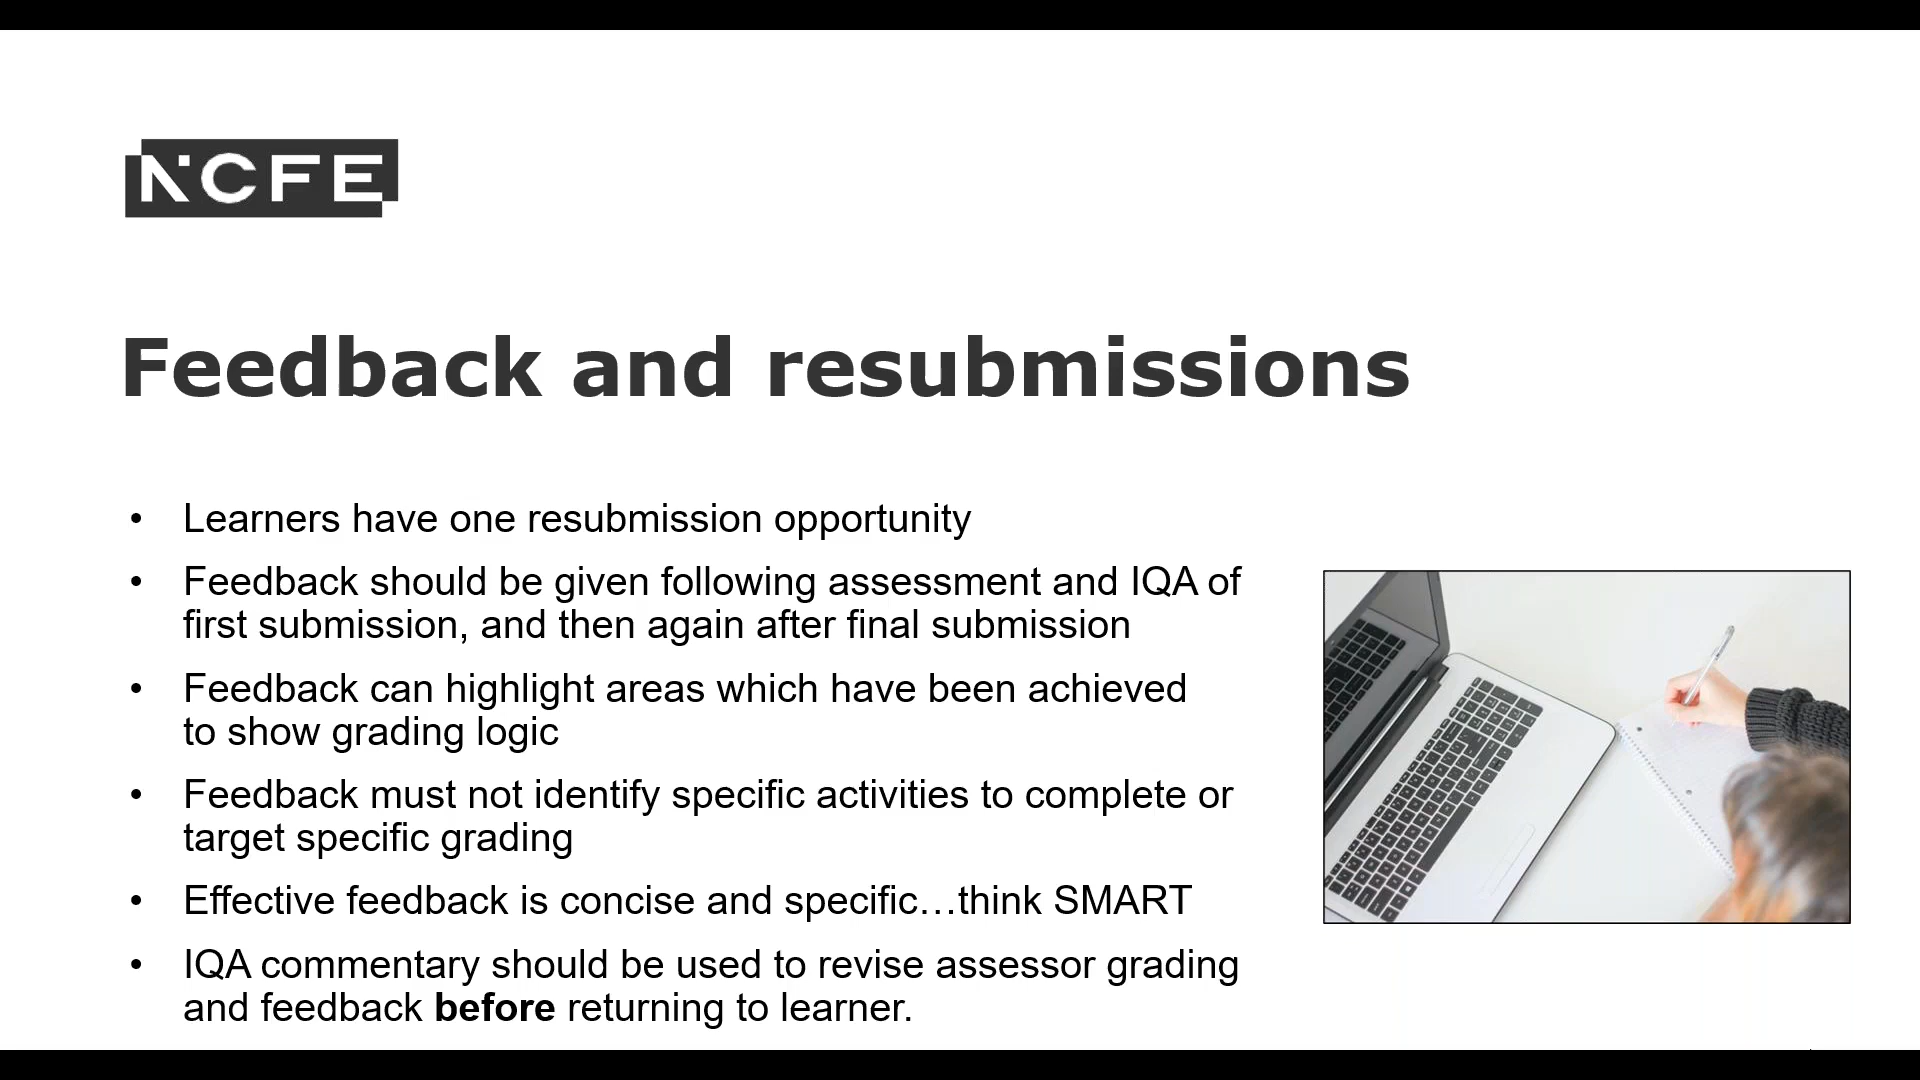 NCFE
Feedback and resubmissions
• Learners have one resubmission opportunity
• Feedback should be given following assessment and IQA of
first submission, and then again after final submission
• Feedback can highlight areas which have been achieved
to show grading logic
• Feedback must not identify specific activities to complete or
target specific grading
• Effective feedback is concise and specific…think SMART
• IQA commentary should be used to revise assessor grading
and feedback before returning to learner.